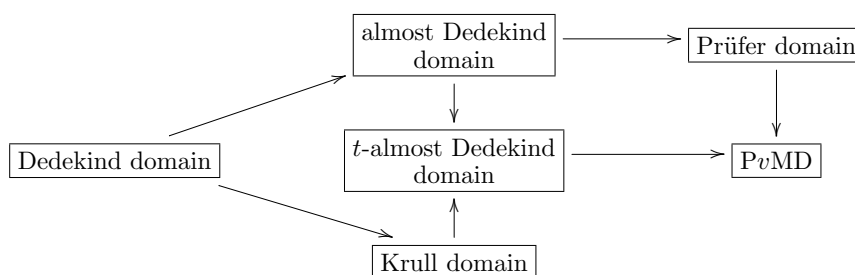 almost Dedekind
domain
Prüfer domain
Dedekind domain
t-almost Dedekind
domain
PvMD
Krull domain